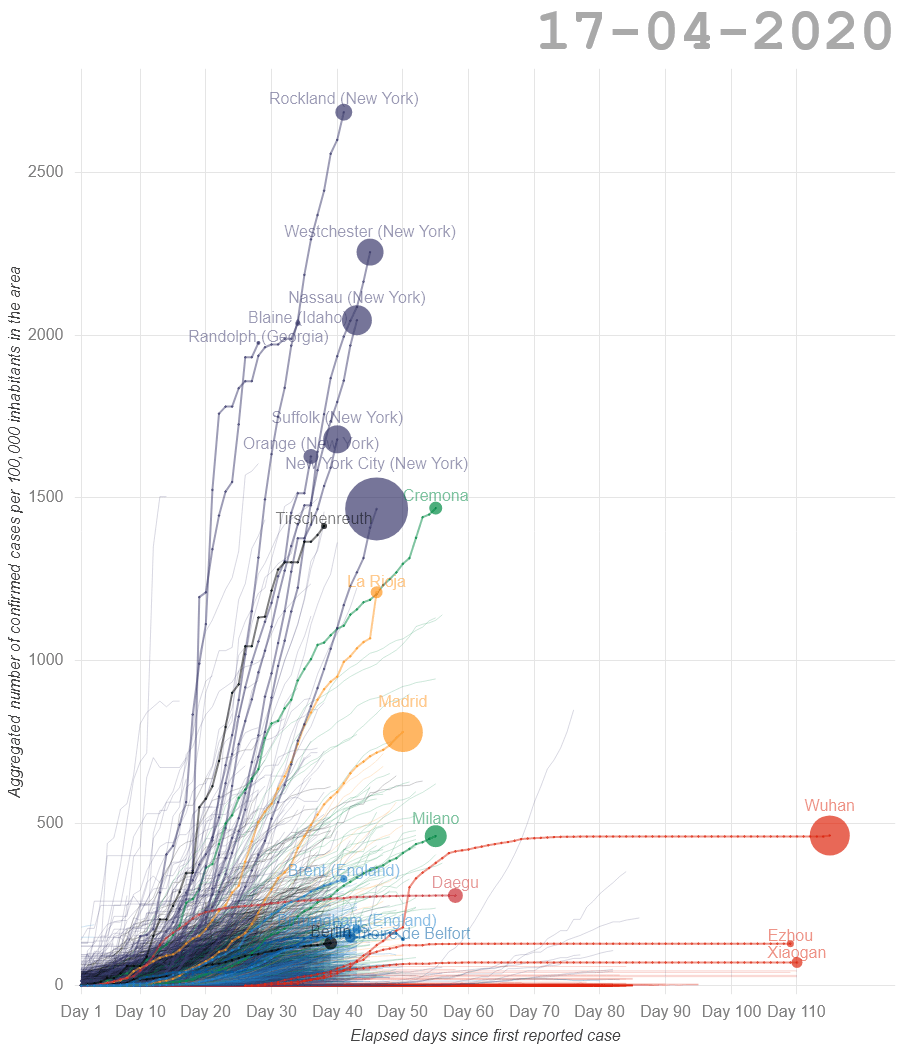 17-04-2020
Rockland (New York)
2500
Westchester (New York)
Nassau (New York)
Blaine (Idaho)
2000
Randolph (Georgia)
Suffolk (New York)
Orange (New York)
New York City (New York)
1500
Cremona
Tirschenreuth
La Rioja
1000
Madrid
Wuhan
500
Milano
Brent (England)
Daegu
(England)
Berlin
de Belfort
Ezhou
Xiaogan
0
Day 1 Day 10 Day 20 Day 30 Day 40 Day 50 Day 60 Day 70 Day 80 Day 90 Day 100 Day 110
Elapsed days since first reported case
Aggregated number of confirmed cases per 100,000 inhabitants in the area